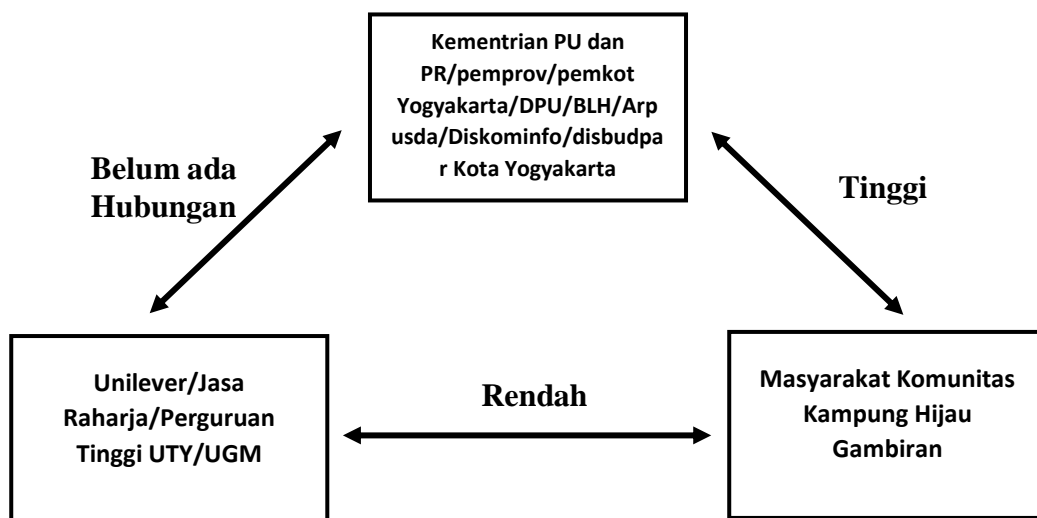 Kementrian PU dan
PR/pemprov/pemkot
Yogyakarta/DPU/BLH/Arp
usda/Diskominfo/disbudpa
r Kota Yogyakarta
Belum ada
Hubungan
Tinggi
Unilever/Jasa
Raharja/Perguruan
Tinggi UTY/UGM
Rendah
Masyarakat Komunitas
Kampung Hijau
Gambiran